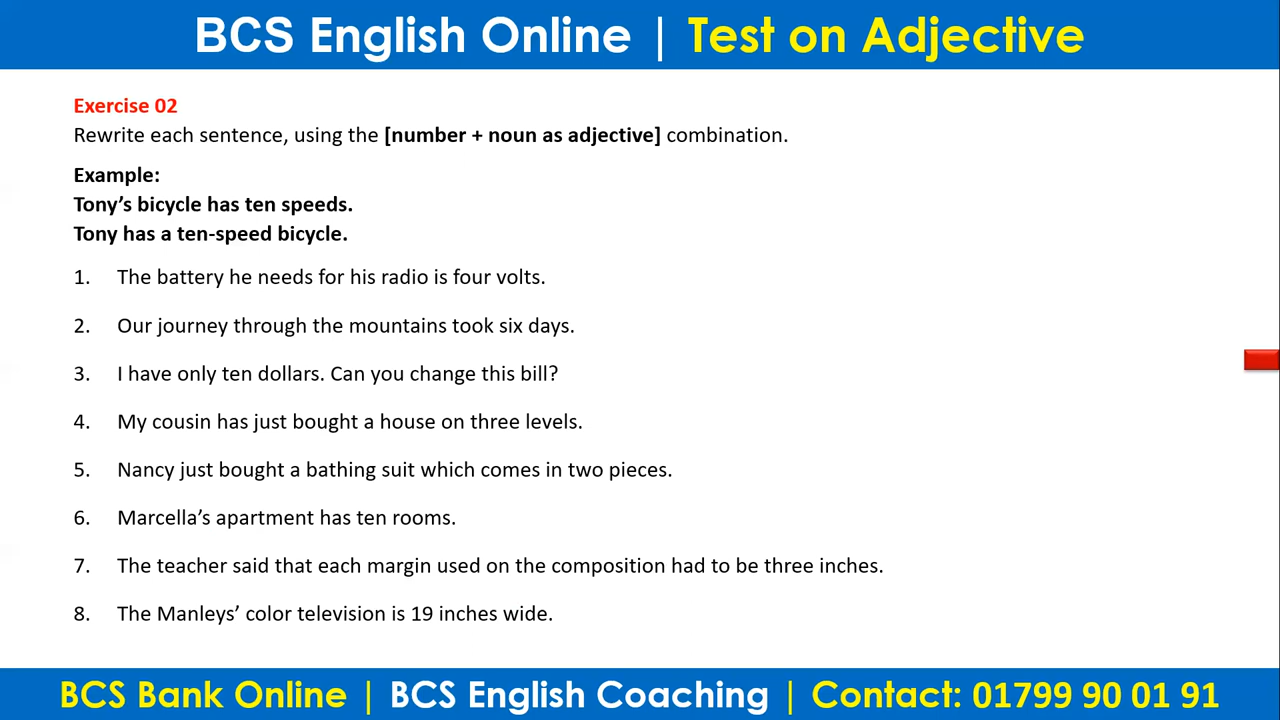 BCS English Online | Test on Adjective
Exercise 02
Rewrite each sentence, using the [number + noun as adjective] combination.
Example:
Tony’s bicycle has ten speeds.
Tony has a ten-speed bicycle.
1. The battery he needs for his radio is four volts.
2. Our journey through the mountains took six days.
3. I have only ten dollars. Can you change this bill?
4. My cousin has just bought a house on three levels.
5. Nancy just bought a bathing suit which comes in two pieces.
6. Marcella’s apartment has ten rooms.
7. The teacher said that each margin used on the composition had to be three inches.
8. The Manleys’ color television is 19 inches wide.
BCS Bank Online | BCS English Coaching | Contact: 01799 90 01 91